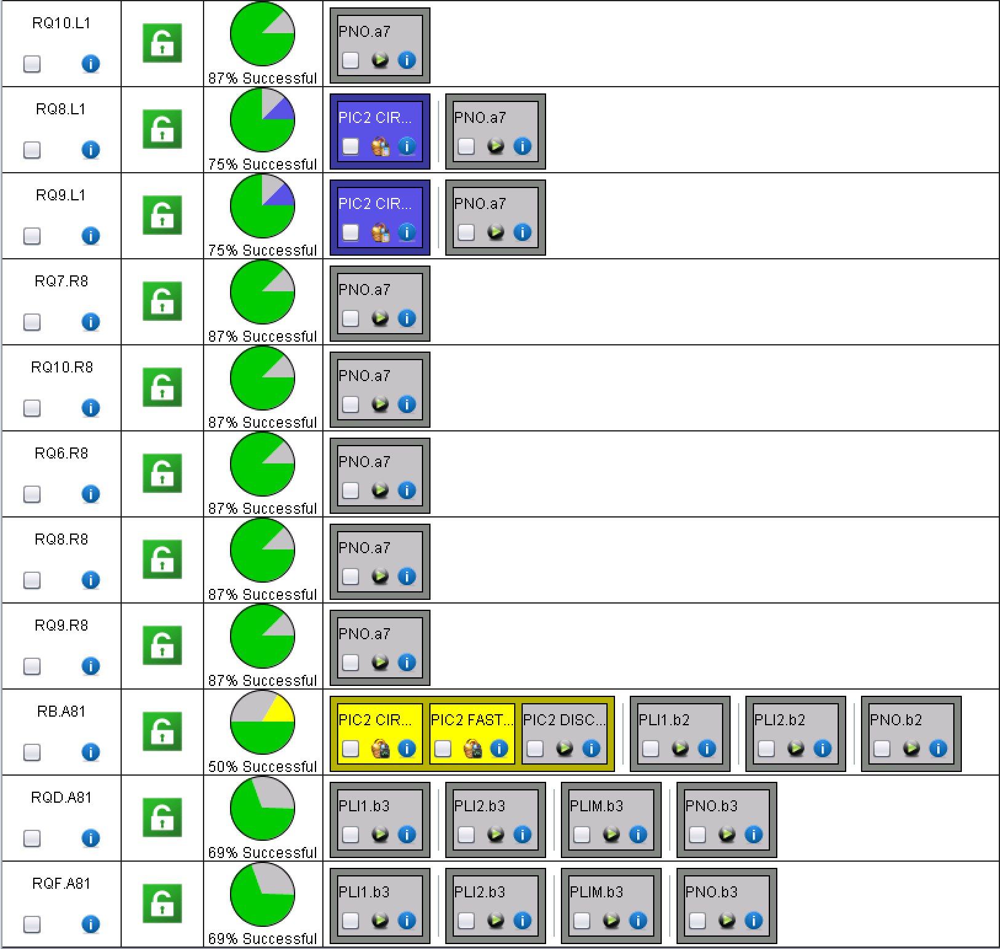 RQ10.L1
87% Successful
PNO.a7
RQ8.L1
75% Successful
PIC2 CIR... PNO.a7
RQ9.L1
75% Successful
PIC2 CIR... PNO.a7
RQ7.R8
87% Successful
PNO.a7
RQ10.R8
87% Successful
PNO.a7
RQ6.R8
87% Successful
PNO.a7
RQ8.R8
87% Successful
PNO.a7
RQ9.R8
87% Successful
PNO.a7
RB.A81
50% Successful
PIC2 CIR... PIC2 FAST... PIC2 DISC... PLI1.b2 PLI2.b2 PNO.b2
RQD.A81
69% Successful
PLI1.b3 PLI2.b3 PLIM.b3 PNO.b3
RQF.A81
69% Successful
PLI1.b3 PLI2.b3 PLIM.b3 PNO.b3